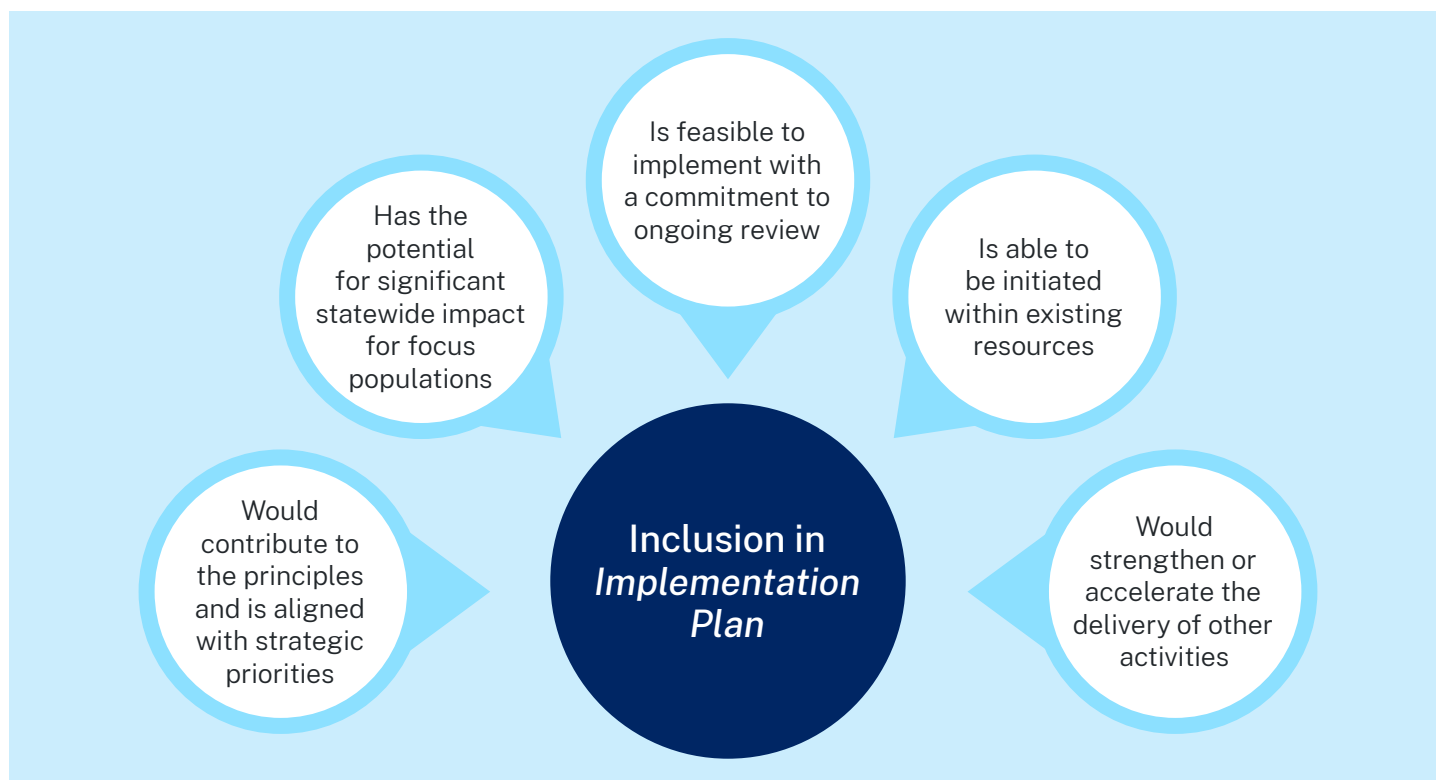 Is feasible to
implement with
a commitment to
ongoing review
Has the
potential
for significant
statewide impact
for focus
populations
Is able to
be initiated
within existing
resources
Would
contribute to
the principles
and is aligned
with strategic
priorities
Inclusion in
Implementation
Plan
Would
strengthen or
accelerate the
delivery of other
activities